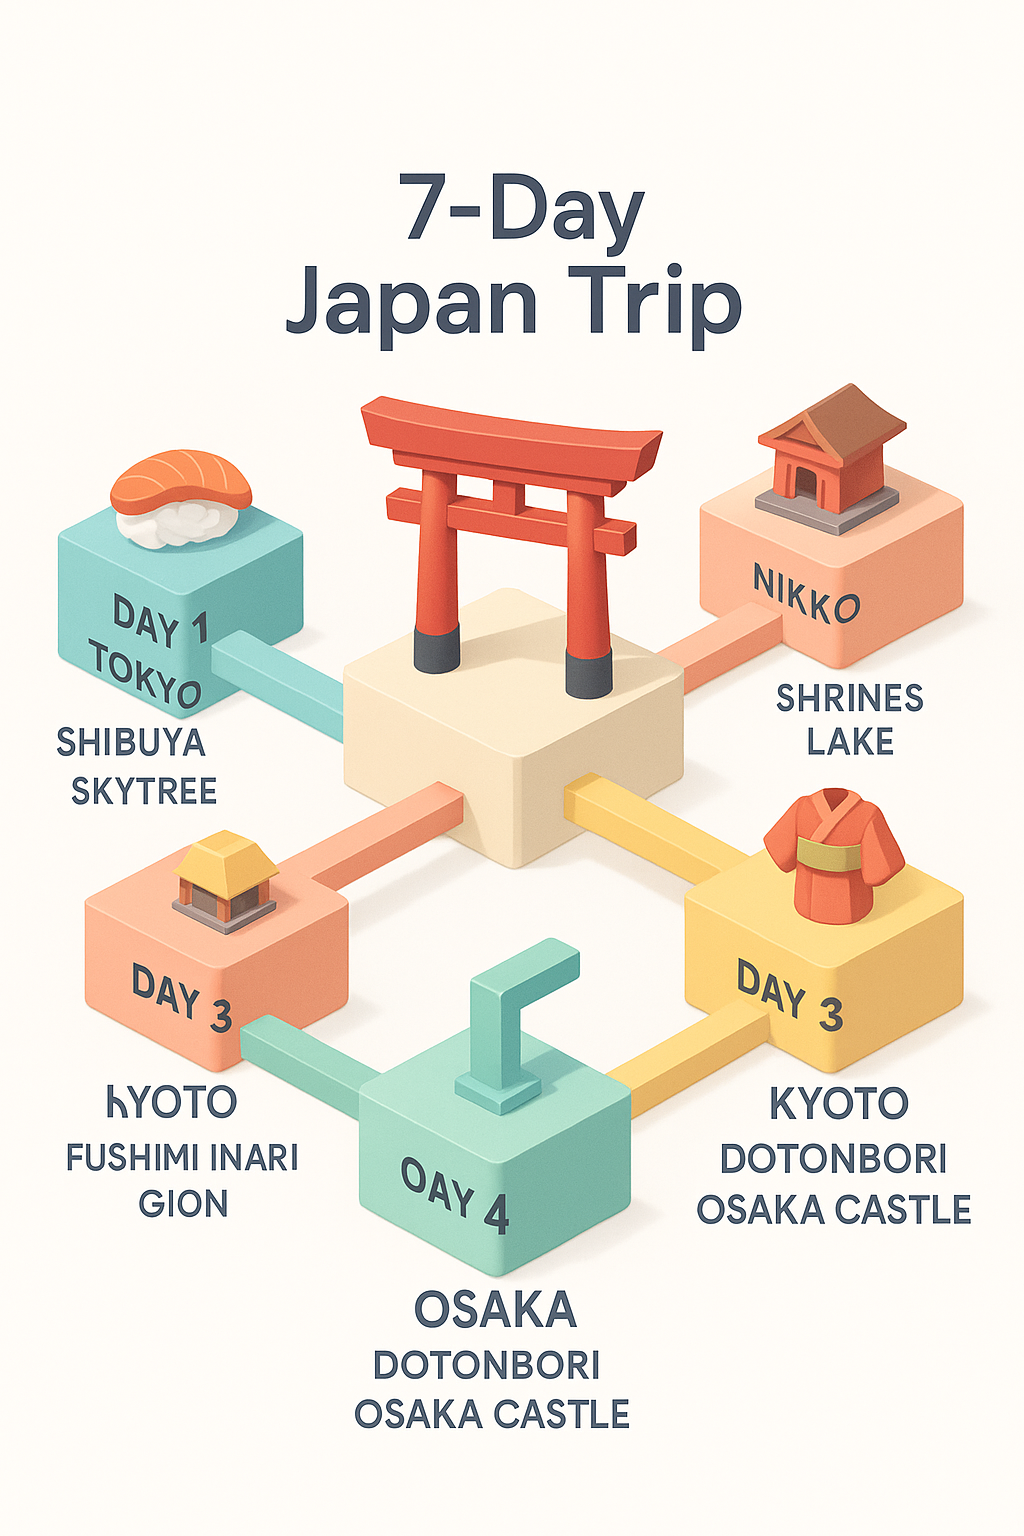 7-Day
Japan Trip
DAY 1
TOKYO
SHIBUYA
SKYTREE
NIKKO
SHRINES
LAKE
DAY 3
hYOTO
FUSHIMI INARI
GION
DAY 3
KYOTO
DOTONBORI
OSAKA CASTLE
OAY 4
OSAKA
DOTONBORI
OSAKA CASTLE